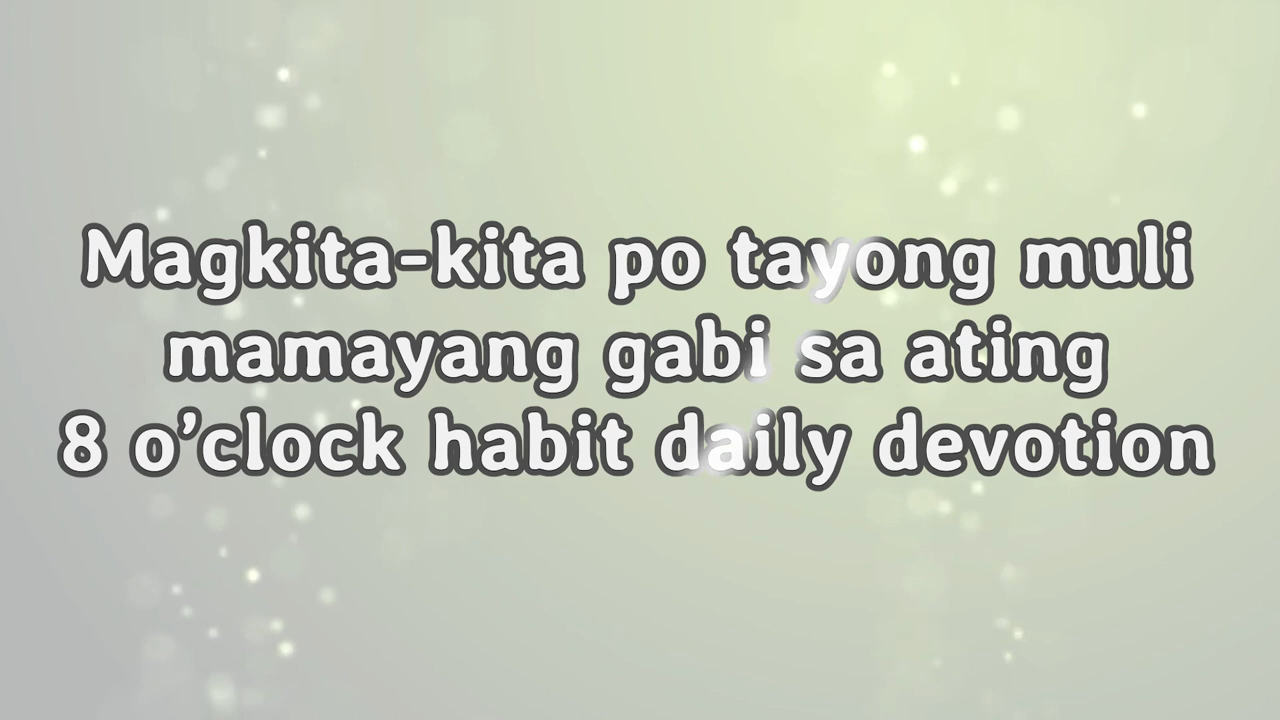 Magkita-kita po tayong muli
mamayang gabi sa ating
8 o’clock habit daily devotion